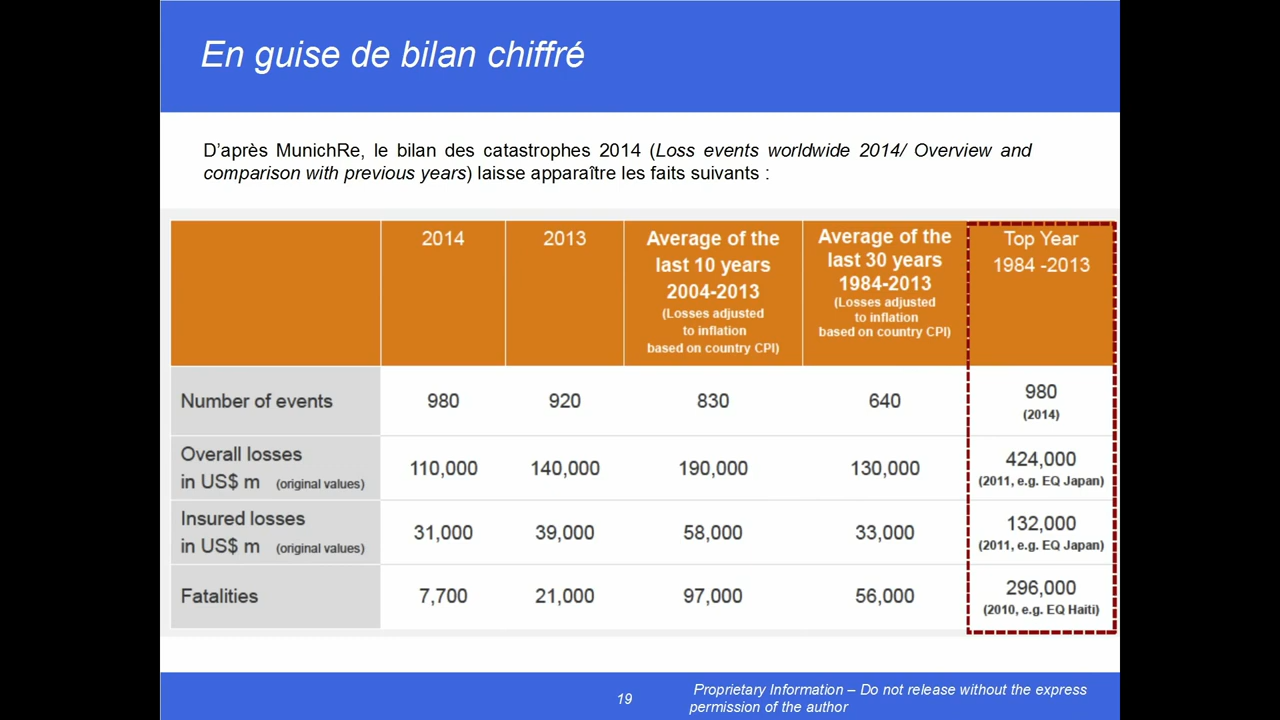 En guise de bilan chiffré
D’après MunichRe, le bilan des catastrophes 2014 (Loss events worldwide 2014/ Overview and
comparison with previous years) laisse apparaître les faits suivants :
2014
2013
Average of the
last 10 years
2004-2013
(Losses adjusted
to inflation
based on country CPI)
Average of the
last 30 years
1984-2013
(Losses adjusted
to inflation
based on country CPI)
Top Year
1984 -2013
Number of events
980
920
830
640
980
(2014)
Overall losses
in US$ m (original values)
110,000
140,000
190,000
130,000
424,000
(2011, e.g. EQ Japan)
Insured losses
in US$ m (original values)
31,000
39,000
58,000
33,000
132,000
(2011, e.g. EQ Japan)
Fatalities
7,700
21,000
97,000
56,000
296,000
(2010, e.g. EQ Haiti)
19
Proprietary Information – Do not release without the express
permission of the author